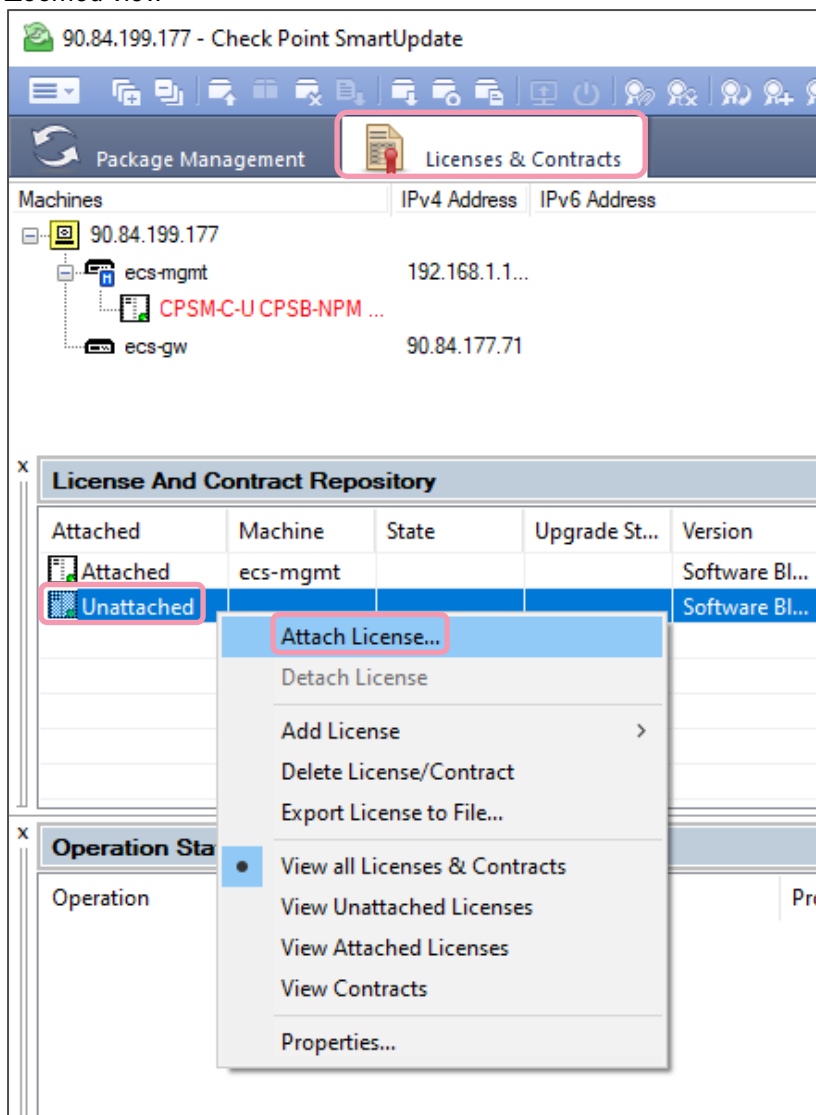 90.84.199.177 - Check Point SmartUpdate
Package Management Licenses & Contracts
Machines IPv4 Address IPv6 Address
90.84.199.177
ecs-mgmt 192.168.1.1...
CPSM-C-U CPSB-NPM ...
ecs-gw 90.84.177.71
x License And Contract Repository
Attached Machine State Upgrade St... Version
Attached ecs-mgmt Software Bl...
Unattached Software Bl...
Attach License...
Detach License
Add License >
Delete License/Contract
Export License to File...
x Operation Sta
View all Licenses & Contracts
Operation View Unattached Licenses Pr
View Attached Licenses
View Contracts
Properties...